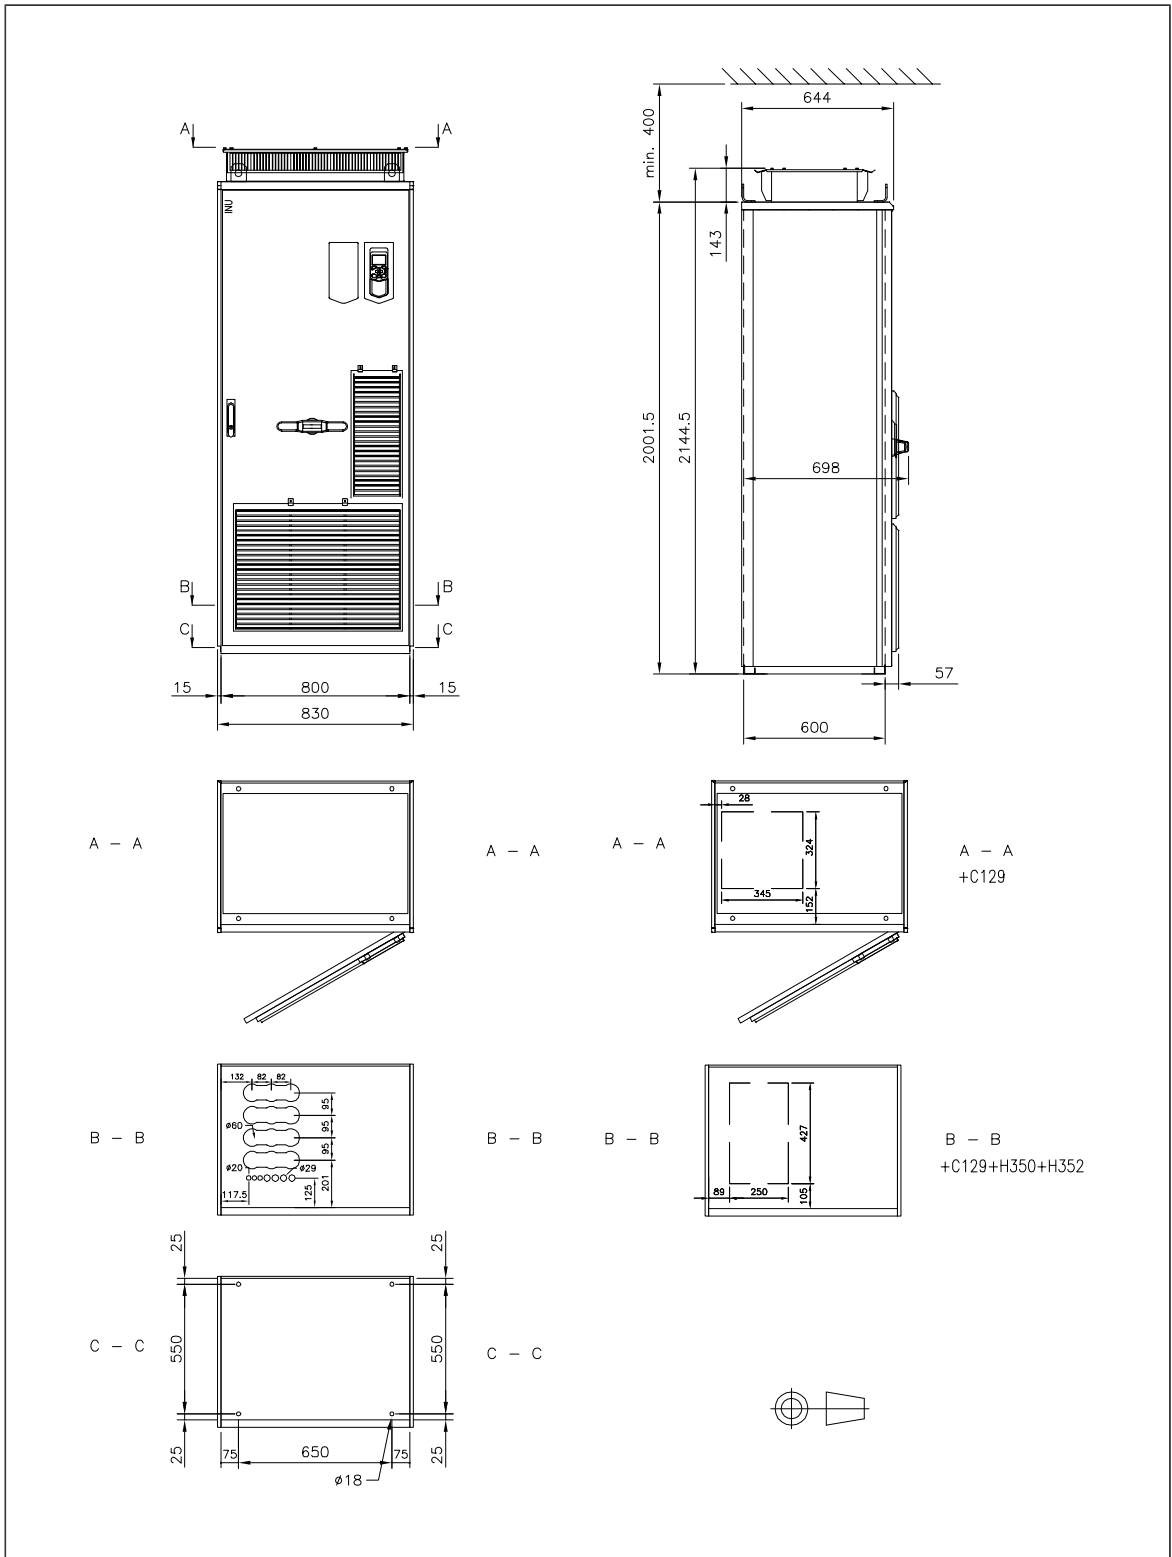 644
min. 400
A
A
143
INU
2001.5
2144.5
698
B
B
C
C
57
15
800
15
830
600
28
A – A
A – A
A – A
A – A
+C129
324
345
152
132
82
82
95
95
95
ø60
ø20
ø29
117.5
125
201
B – B
B – B
B – B
B – B
+C129+H350+H352
427
89
250
105
25
25
550
550
C – C
C – C
25
75
650
75
25
ø18